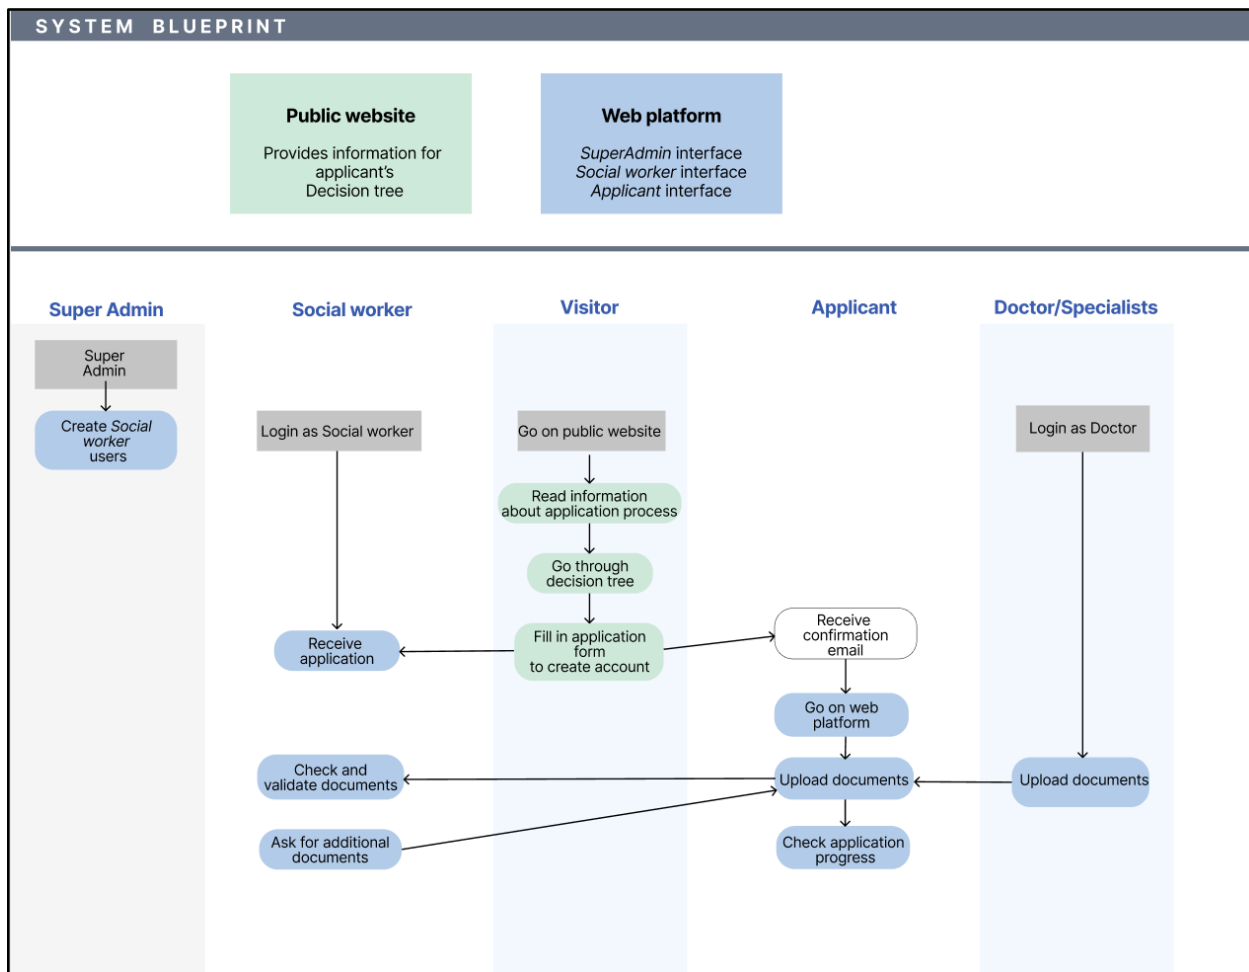 SYSTEM BLUEPRINT
Public website
Provides information for
applicant's
Decision tree
Web platform
SuperAdmin interface
Social worker interface
Applicant interface
Super Admin
Social worker
Visitor
Applicant
Doctor/Specialists
Super
Admin
Create Social
worker
users
Login as Social worker
Go on public website
Login as Doctor
Read information
about application process
Go through
decision tree
Receive
application
Fill in application
form
to create account
Receive
confirmation
email
Go on web
platform
Check and
validate documents
Upload documents
Upload documents
Ask for additional
documents
Check application
progress